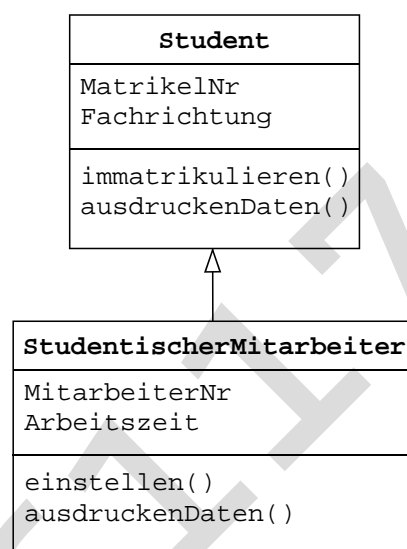 Student
MatrikelNr
Fachrichtung
immatrikulieren()
ausdruckenDaten()
StudentischerMitarbeiter
MitarbeiterNr
Arbeitszeit
einstellen()
ausdruckenDaten()